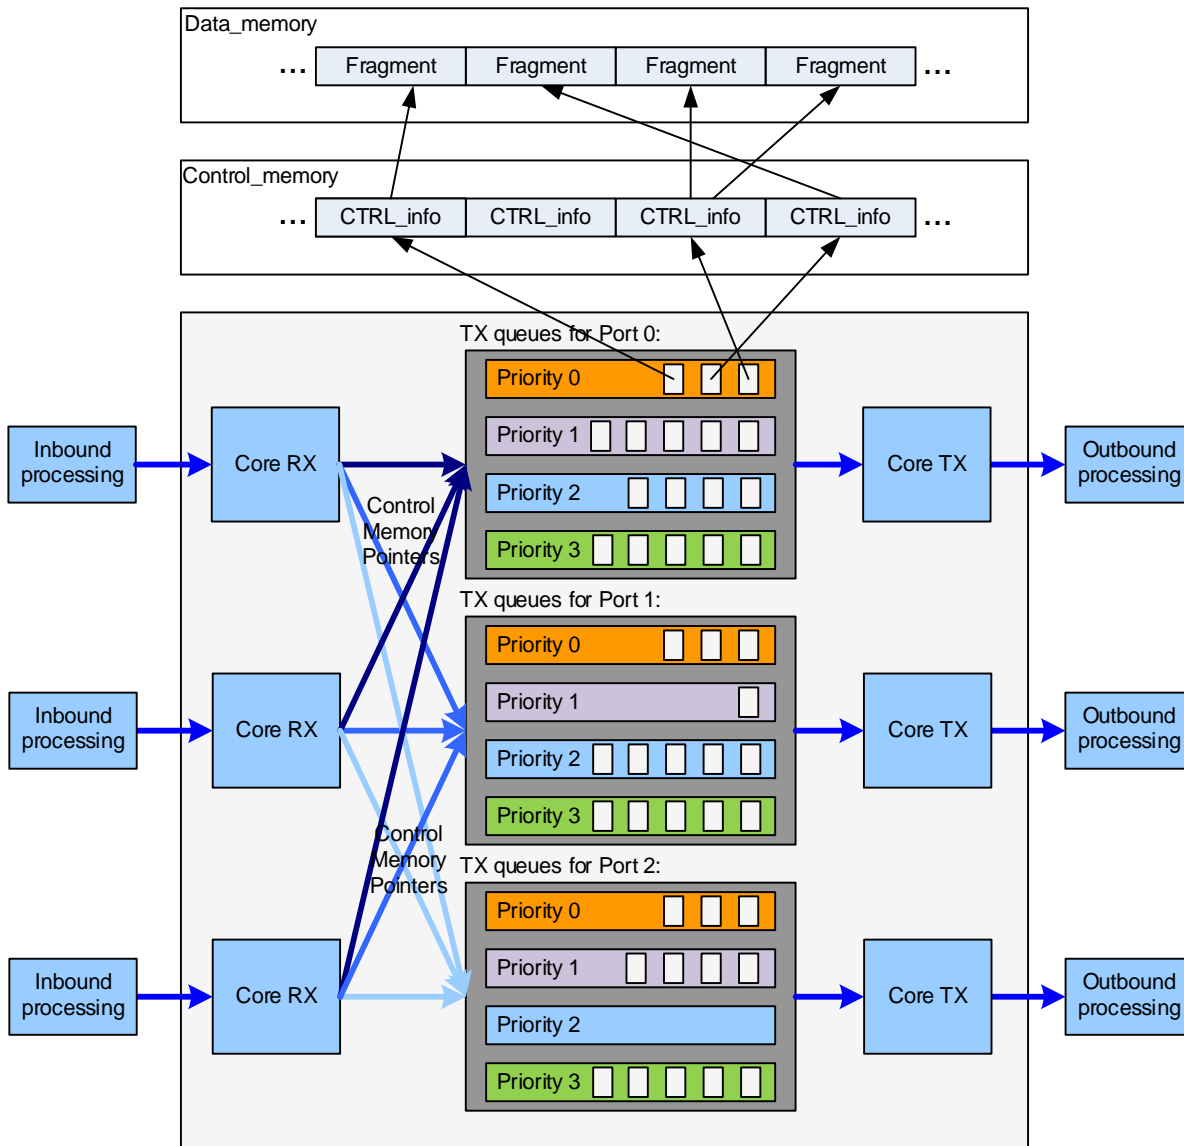 Data_memory
... Fragment Fragment Fragment Fragment ...
Control_memory
... CTRL_info CTRL_info CTRL_info CTRL_info ...
TX queues for Port 0:
Priority 0
Priority 1
Priority 2
Priority 3
Inbound
processing
Core RX
Control
Memory
Pointers
Core TX
Outbound
processing
TX queues for Port 1:
Priority 0
Priority 1
Priority 2
Priority 3
Inbound
processing
Core RX
Control
Memory
Pointers
Core TX
Outbound
processing
TX queues for Port 2:
Priority 0
Priority 1
Priority 2
Priority 3
Inbound
processing
Core RX
Core TX
Outbound
processing